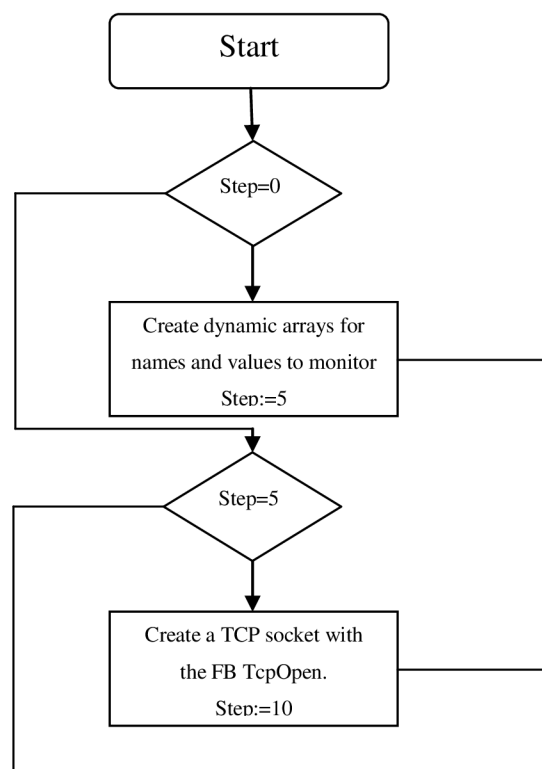 Start
Step=0
Create dynamic arrays for
names and values to monitor
Step:=5
Step=5
Create a TCP socket with
the FB TcpOpen.
Step:=10